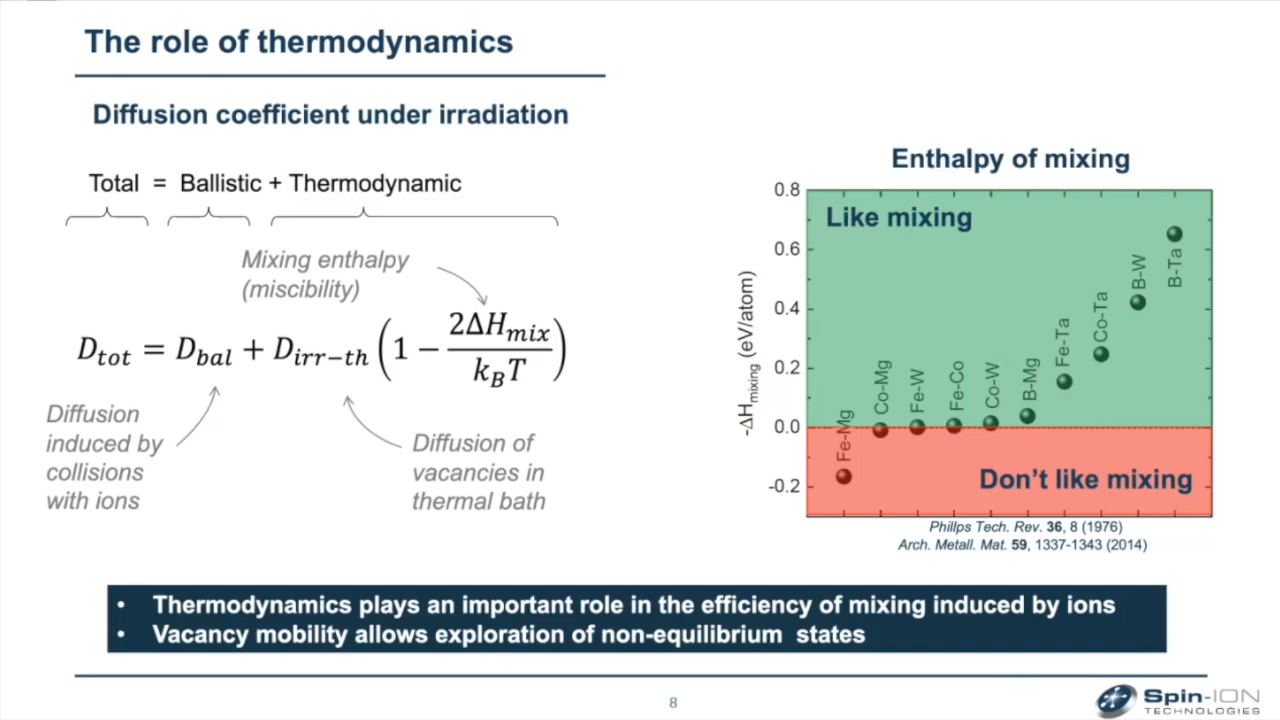 The role of thermodynamics
Diffusion coefficient under irradiation
Total = Ballistic + Thermodynamic
Mixing enthalpy
(miscibility)
D_tot = D_bal + D_irr−th (1 − 2ΔH_mix / k_B T)
Diffusion
induced by
collisions
with ions
Diffusion of
vacancies in
thermal bath
Enthalpy of mixing
-ΔH_mixing (eV/atom)
0.8
0.6
0.4
0.2
0.0
-0.2
Like mixing
Don't like mixing
Fe-Mg
Co-Mg
Fe-W
Fe-Co
Co-W
B-Mg
Fe-Ta
Co-Ta
B-W
B-Ta
Phillps Tech. Rev. 36, 8 (1976)
Arch. Metall. Mat. 59, 1337-1343 (2014)
• Thermodynamics plays an important role in the efficiency of mixing induced by ions
• Vacancy mobility allows exploration of non-equilibrium states
8
Spin-ION
TECHNOLOGIES